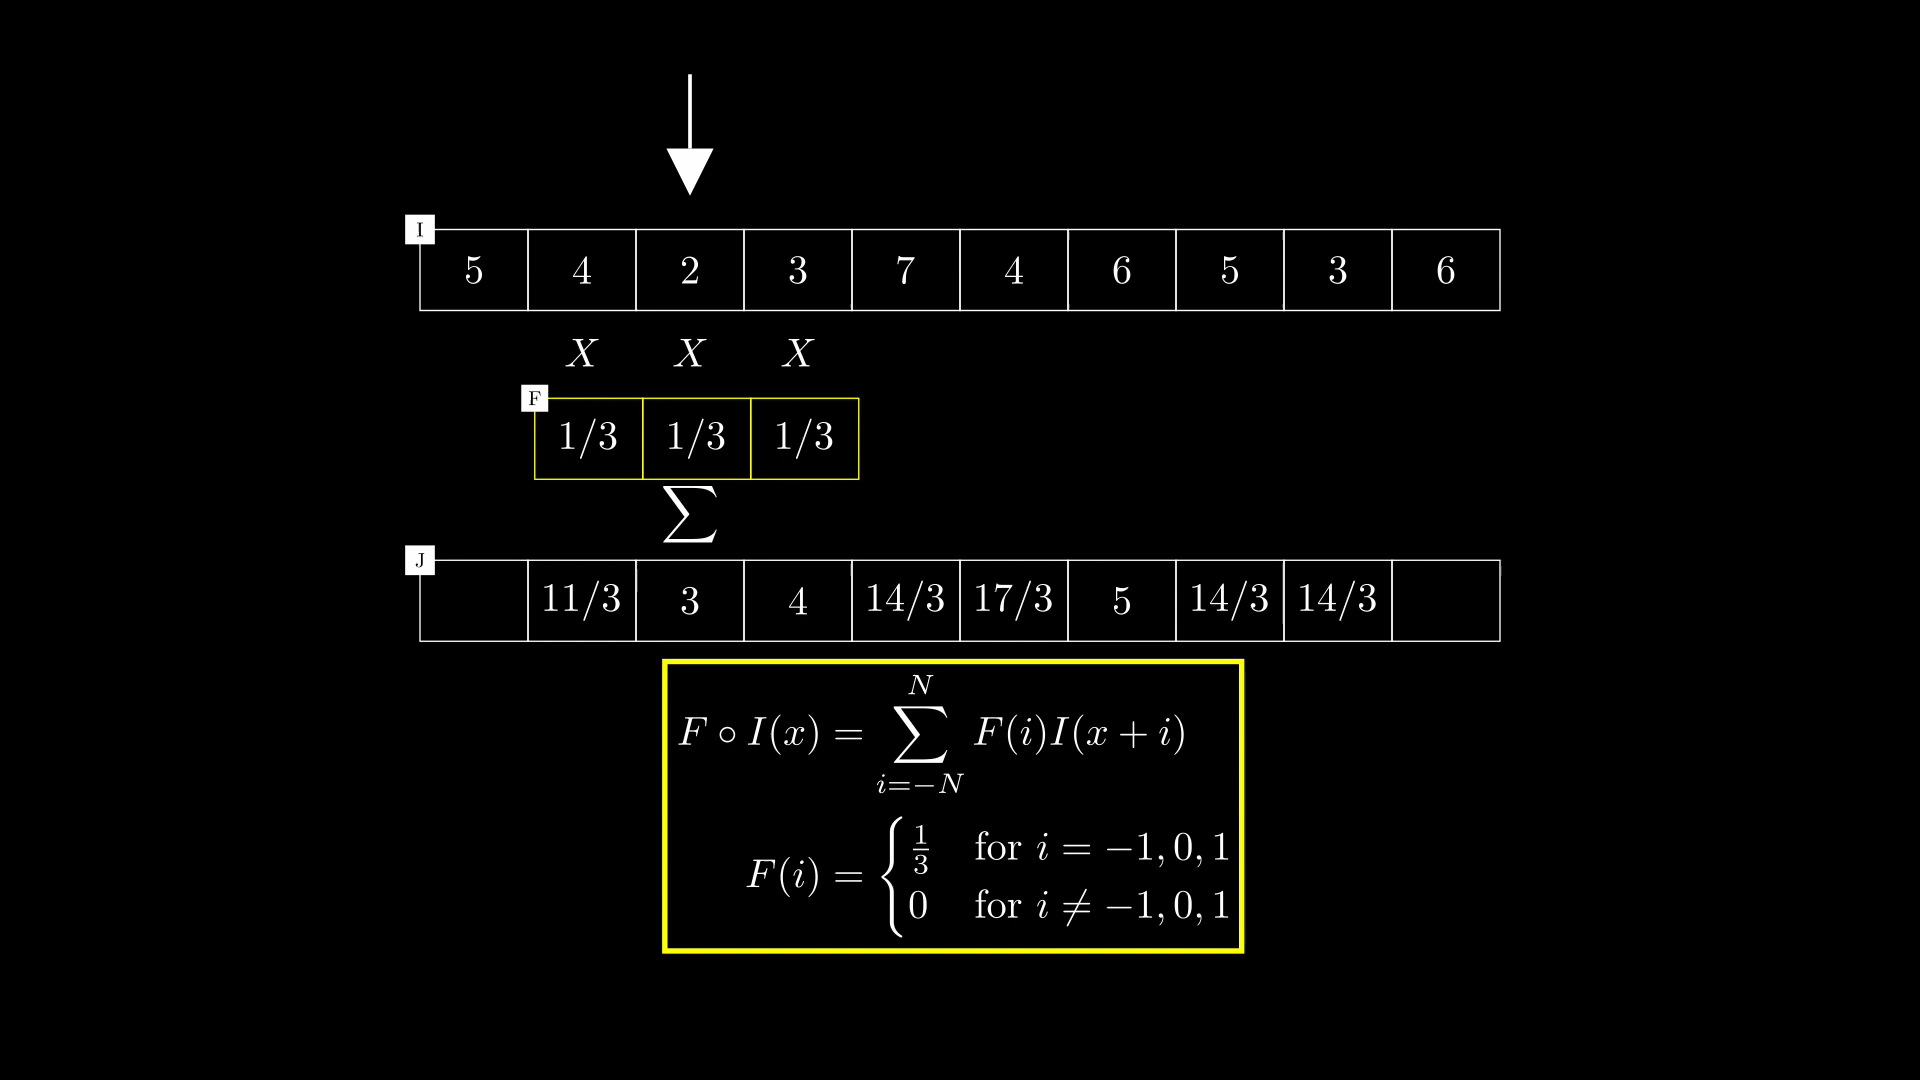 I
5 4 2 3 7 4 6 5 3 6
X X X
F
1/3 1/3 1/3
∑
J
11/3 3 4 14/3 17/3 5 14/3 14/3
F ∘ I(x) = ∑_{i=−N}^{N} F(i)I(x + i)
F(i) = { 1/3 for i = −1, 0, 1
0 for i ≠ −1, 0, 1